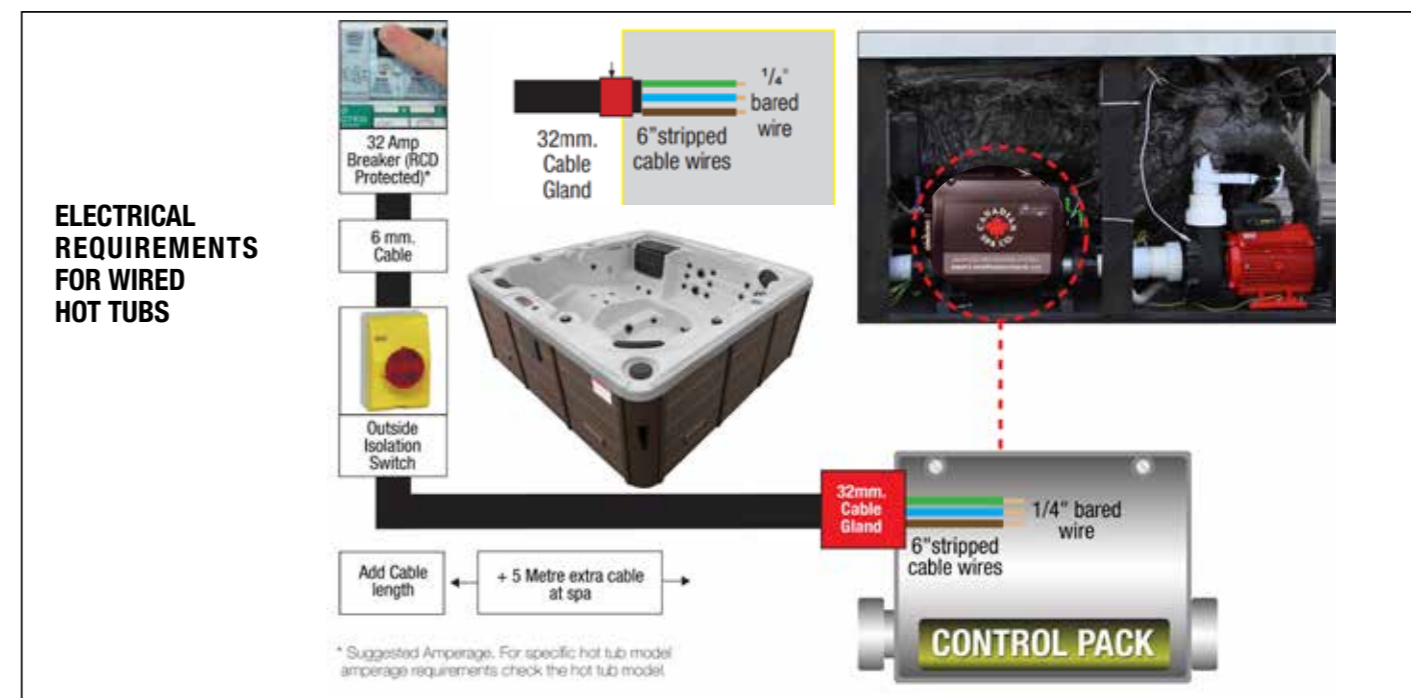 ELECTRICAL
REQUIREMENTS
FOR WIRED
HOT TUBS
32 Amp
Breaker (RCD
Protected)*
6 mm.
Cable
Outside
Isolation
Switch
Add Cable
length
+ 5 Metre extra cable
at spa
* Suggested Amperage. For specific hot tub model
amperage requirements check the hot tub model.
32mm.
Cable
Gland
6"stripped
cable wires
1/4"
bared
wire
CANADIAN
SPA CO.
32mm.
Cable
Gland
6"stripped
cable wires
1/4" bared
wire
CONTROL PACK